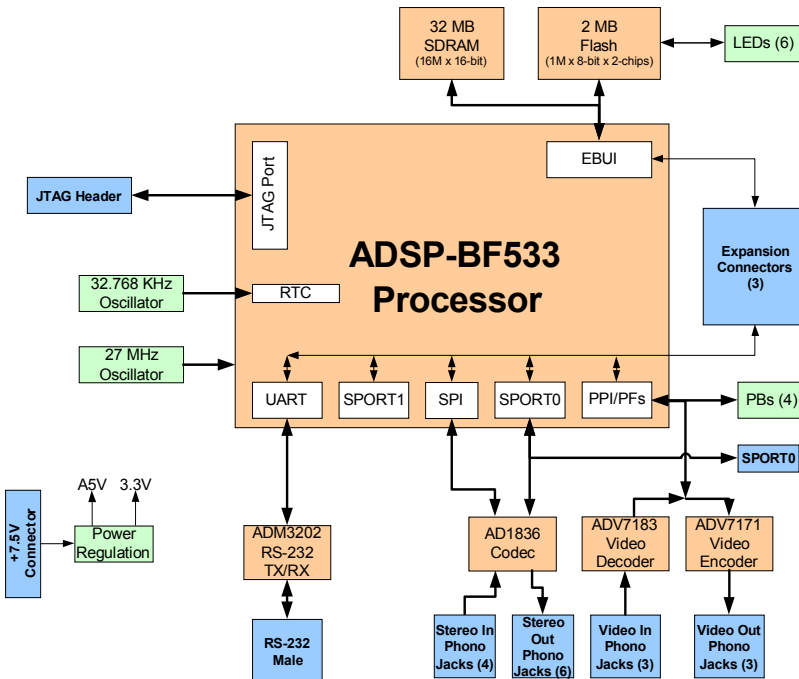 32 MB
SDRAM
(16M x 16-bit)
2 MB
Flash
(1M x 8-bit x 2-chips)
LEDs (6)
EBUI
JTAG Port
JTAG Header
ADSP-BF533
Processor
Expansion
Connectors
(3)
32.768 KHz
Oscillator
RTC
27 MHz
Oscillator
UART
SPORT1
SPI
SPORT0
PPI/PFs
PBs (4)
SPORT0
A5V
3.3V
+7.5V
Connector
Power
Regulation
ADM3202
RS-232
TX/RX
AD1836
Codec
ADV7183
Video
Decoder
ADV7171
Video
Encoder
RS-232
Male
Stereo In
Phono
Jacks (4)
Stereo
Out
Phono
Jacks (6)
Video In
Phono
Jacks (3)
Video Out
Phono
Jacks (3)